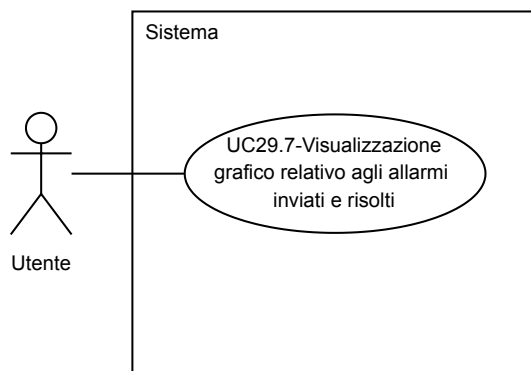 Sistema
UC29.7-Visualizzazione
grafico relativo agli allarmi
inviati e risolti
Utente